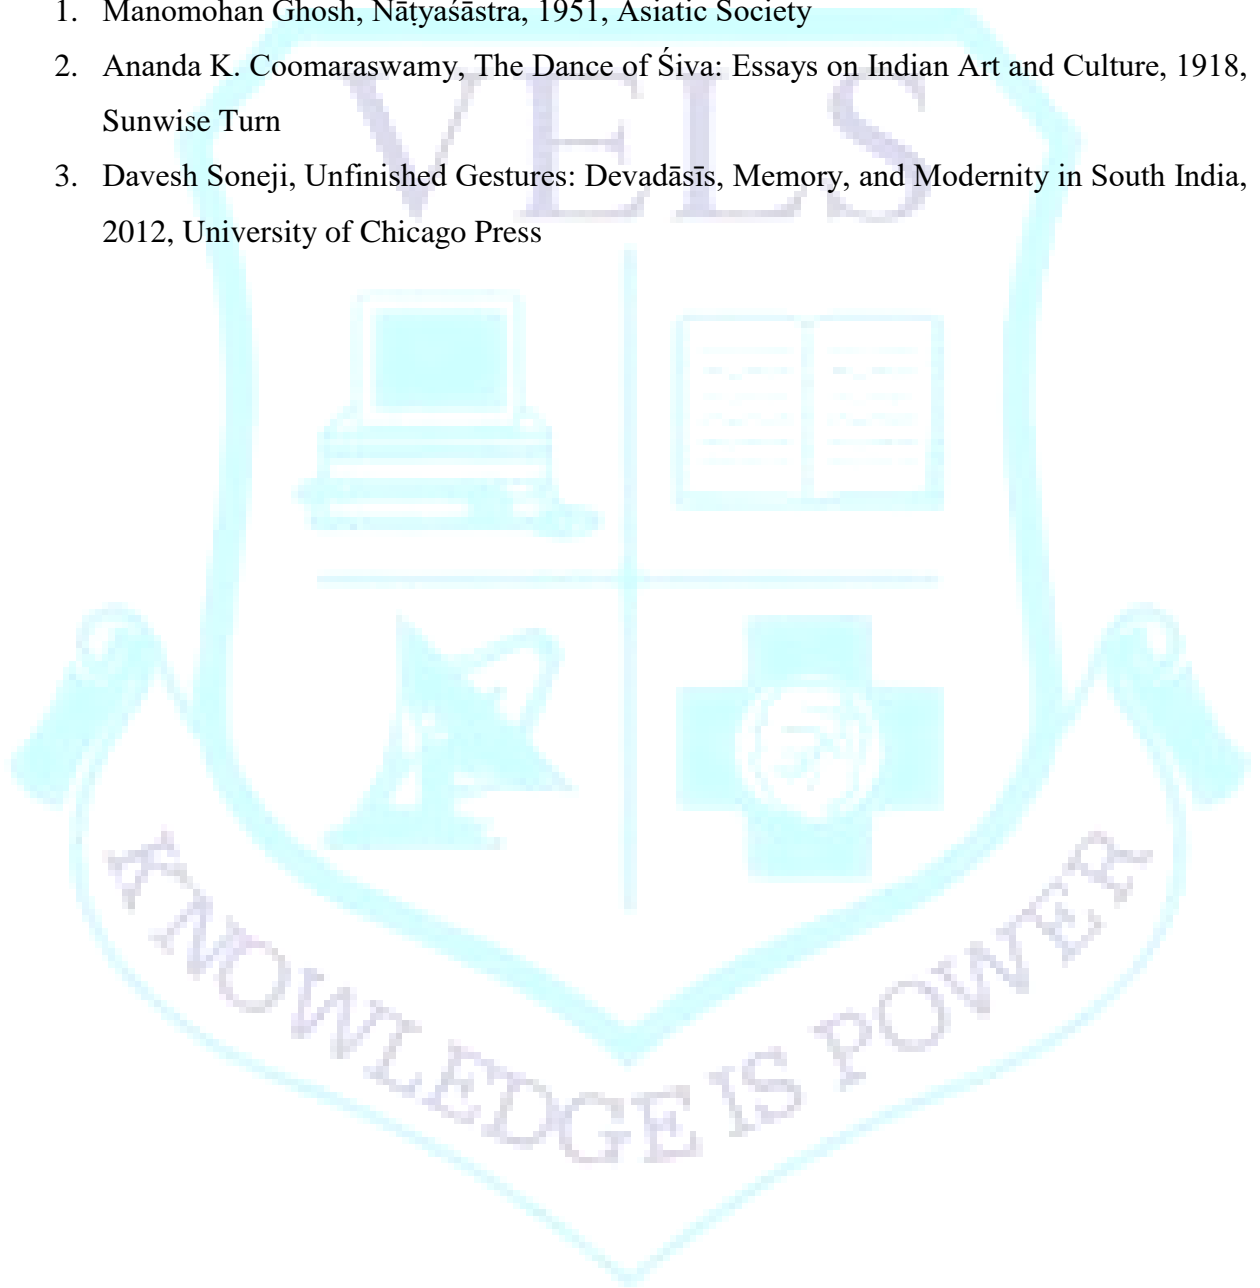 1. Manomohan Ghosh, Nāṭyaśāstra, 1951, Asiatic Society
2. Ananda K. Coomaraswamy, The Dance of Śiva: Essays on Indian Art and Culture, 1918,
Sunwise Turn
VELS
3. Davesh Soneji, Unfinished Gestures: Devadāsīs, Memory, and Modernity in South India,
2012, University of Chicago Press
KNOWLEDGE IS POWER